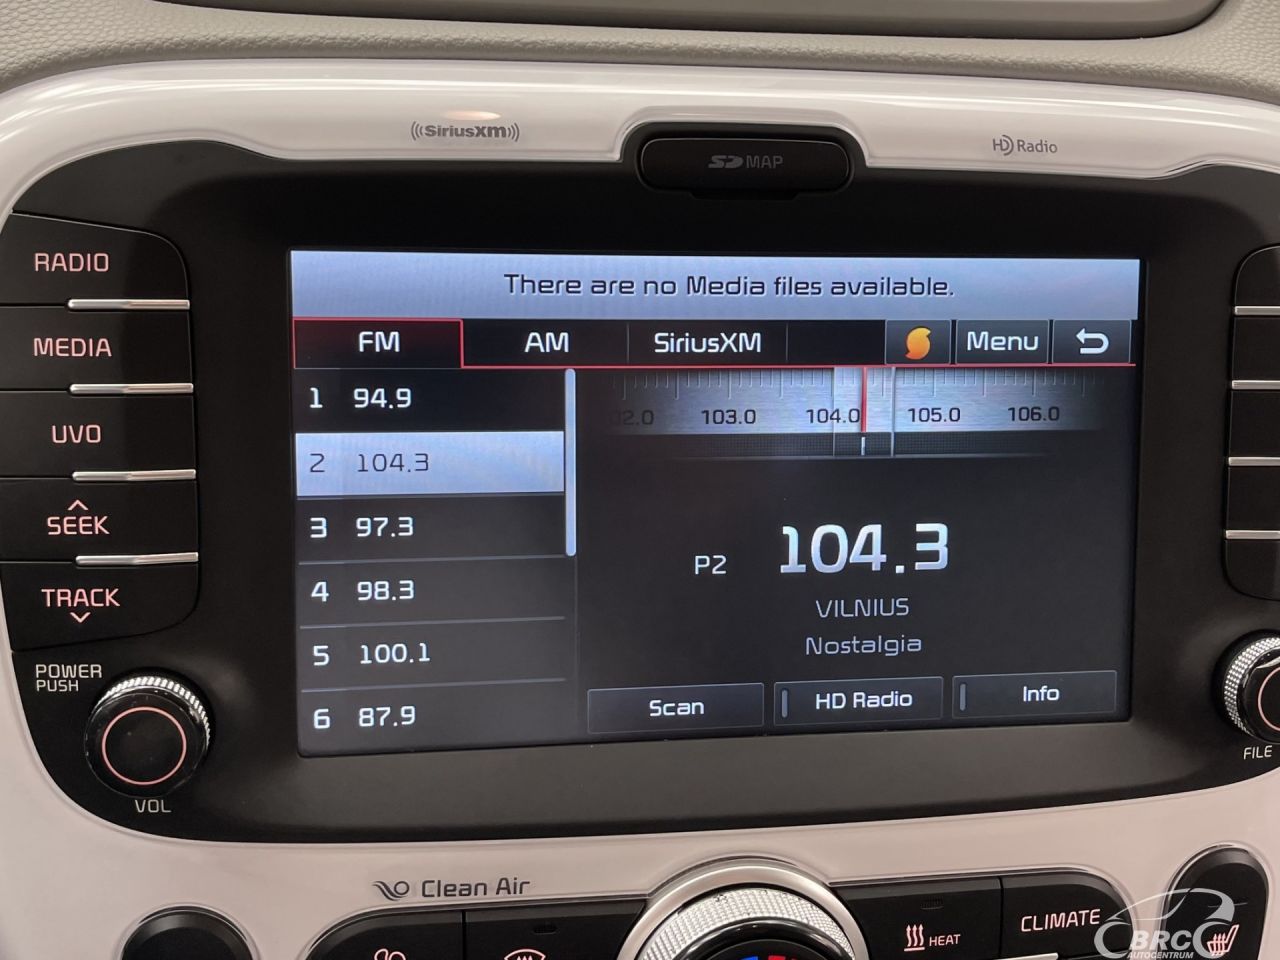 SiriusXM
SD MAP
HD Radio
RADIO
MEDIA
UVO
SEEK
TRACK
POWER
PUSH
VOL
There are no Media files available.
FM AM SiriusXM Menu
1 94.9
2 104.3
3 97.3
4 98.3
5 100.1
6 87.9
103.0 104.0 105.0 106.0
P2 104.3
VILNIUS
Nostalgia
Scan HD Radio Info
FILE
Clean Air
HEAT
CLIMATE
BRC
AUTOCENTRUM